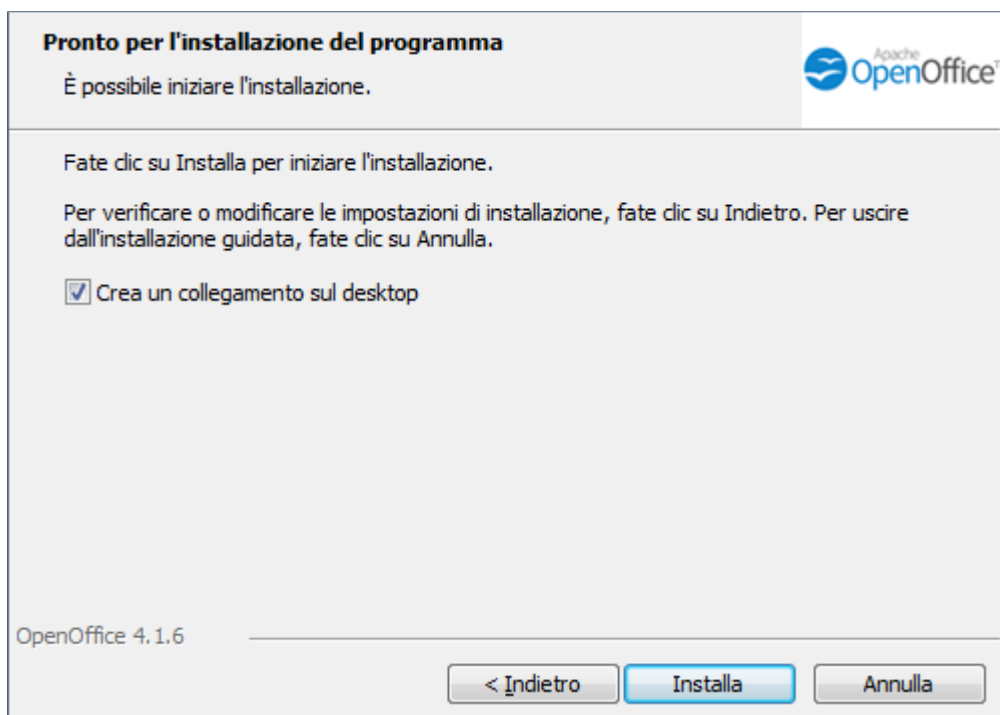 Pronto per l'installazione del programma
È possibile iniziare l'installazione.
Apache
OpenOffice™
Fate clic su Installa per iniziare l'installazione.
Per verificare o modificare le impostazioni di installazione, fate clic su Indietro. Per uscire
dall'installazione guidata, fate clic su Annulla.
Crea un collegamento sul desktop
OpenOffice 4.1.6
< Indietro
Installa
Annulla